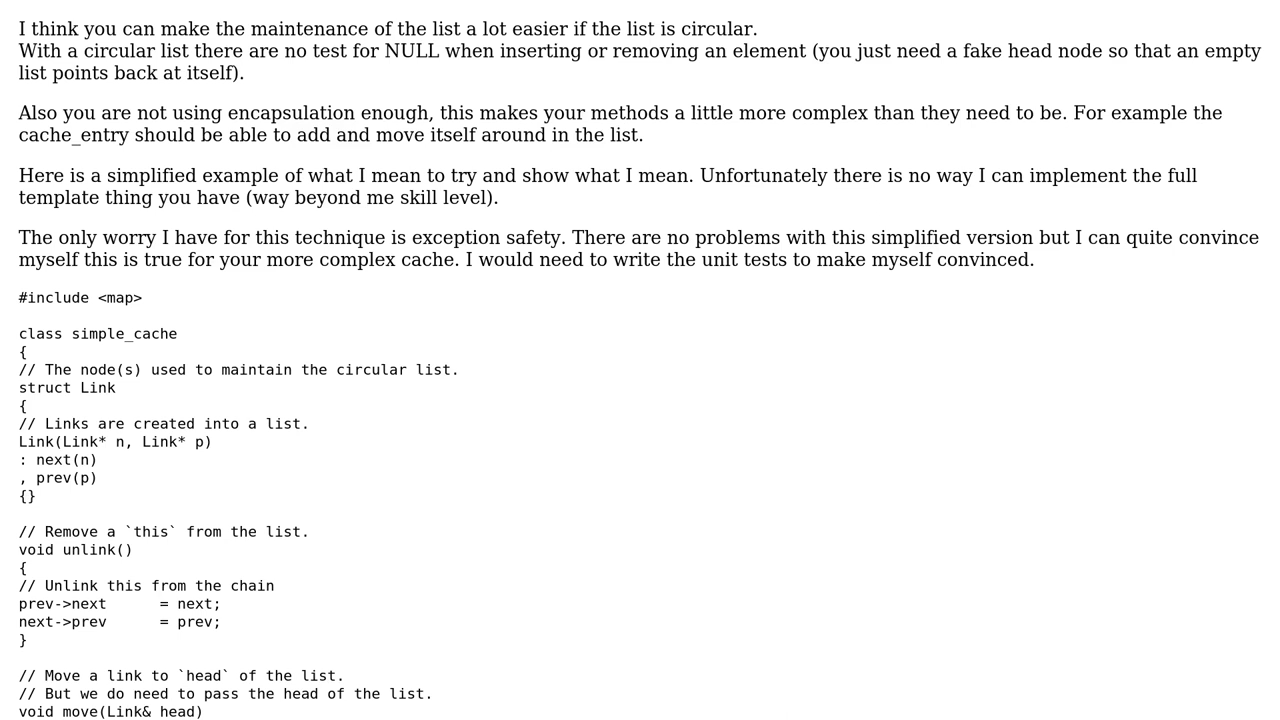 I think you can make the maintenance of the list a lot easier if the list is circular.
With a circular list there are no test for NULL when inserting or removing an element (you just need a fake head node so that an empty
list points back at itself).
Also you are not using encapsulation enough, this makes your methods a little more complex than they need to be. For example the
cache_entry should be able to add and move itself around in the list.
Here is a simplified example of what I mean to try and show what I mean. Unfortunately there is no way I can implement the full
template thing you have (way beyond me skill level).
The only worry I have for this technique is exception safety. There are no problems with this simplified version but I can quite convince
myself this is true for your more complex cache. I would need to write the unit tests to make myself convinced.
#include <map>
class simple_cache
{
// The node(s) used to maintain the circular list.
struct Link
{
// Links are created into a list.
Link(Link* n, Link* p)
: next(n)
, prev(p)
{}
// Remove a `this` from the list.
void unlink()
{
// Unlink this from the chain
prev->next      = next;
next->prev      = prev;
}
// Move a link to `head` of the list.
// But we do need to pass the head of the list.
void move(Link& head)